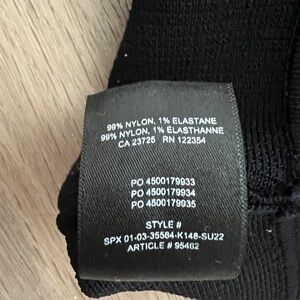 99% NYLON, 1% ELASTANE
99% NYLON, 1% ÉLASTHANNE
CA 23725 RN 122354
PO 4500179933
PO 4500179934
PO 4500179935
STYLE #
SPX 01-03-35584-K148-SU22
ARTICLE # 95462